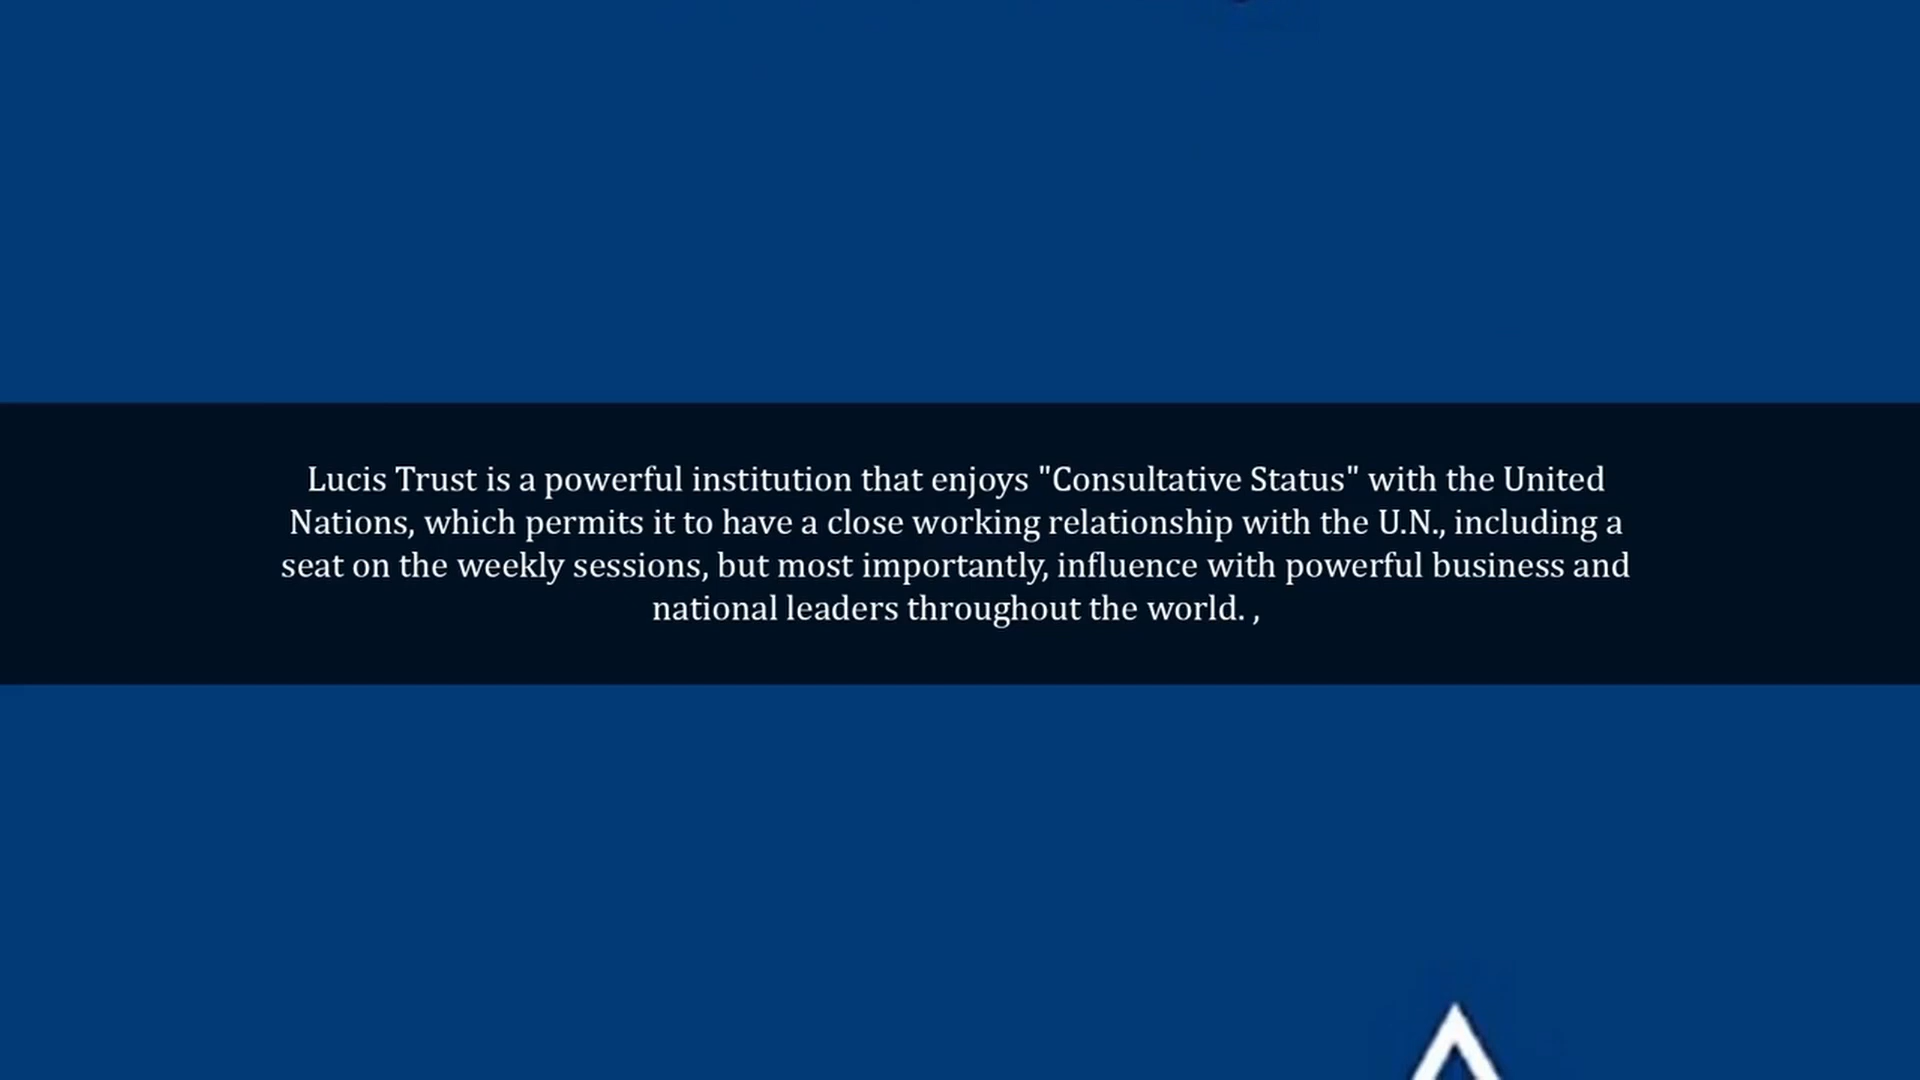 Lucis Trust is a powerful institution that enjoys "Consultative Status" with the United
Nations, which permits it to have a close working relationship with the U.N., including a
seat on the weekly sessions, but most importantly, influence with powerful business and
national leaders throughout the world. ,